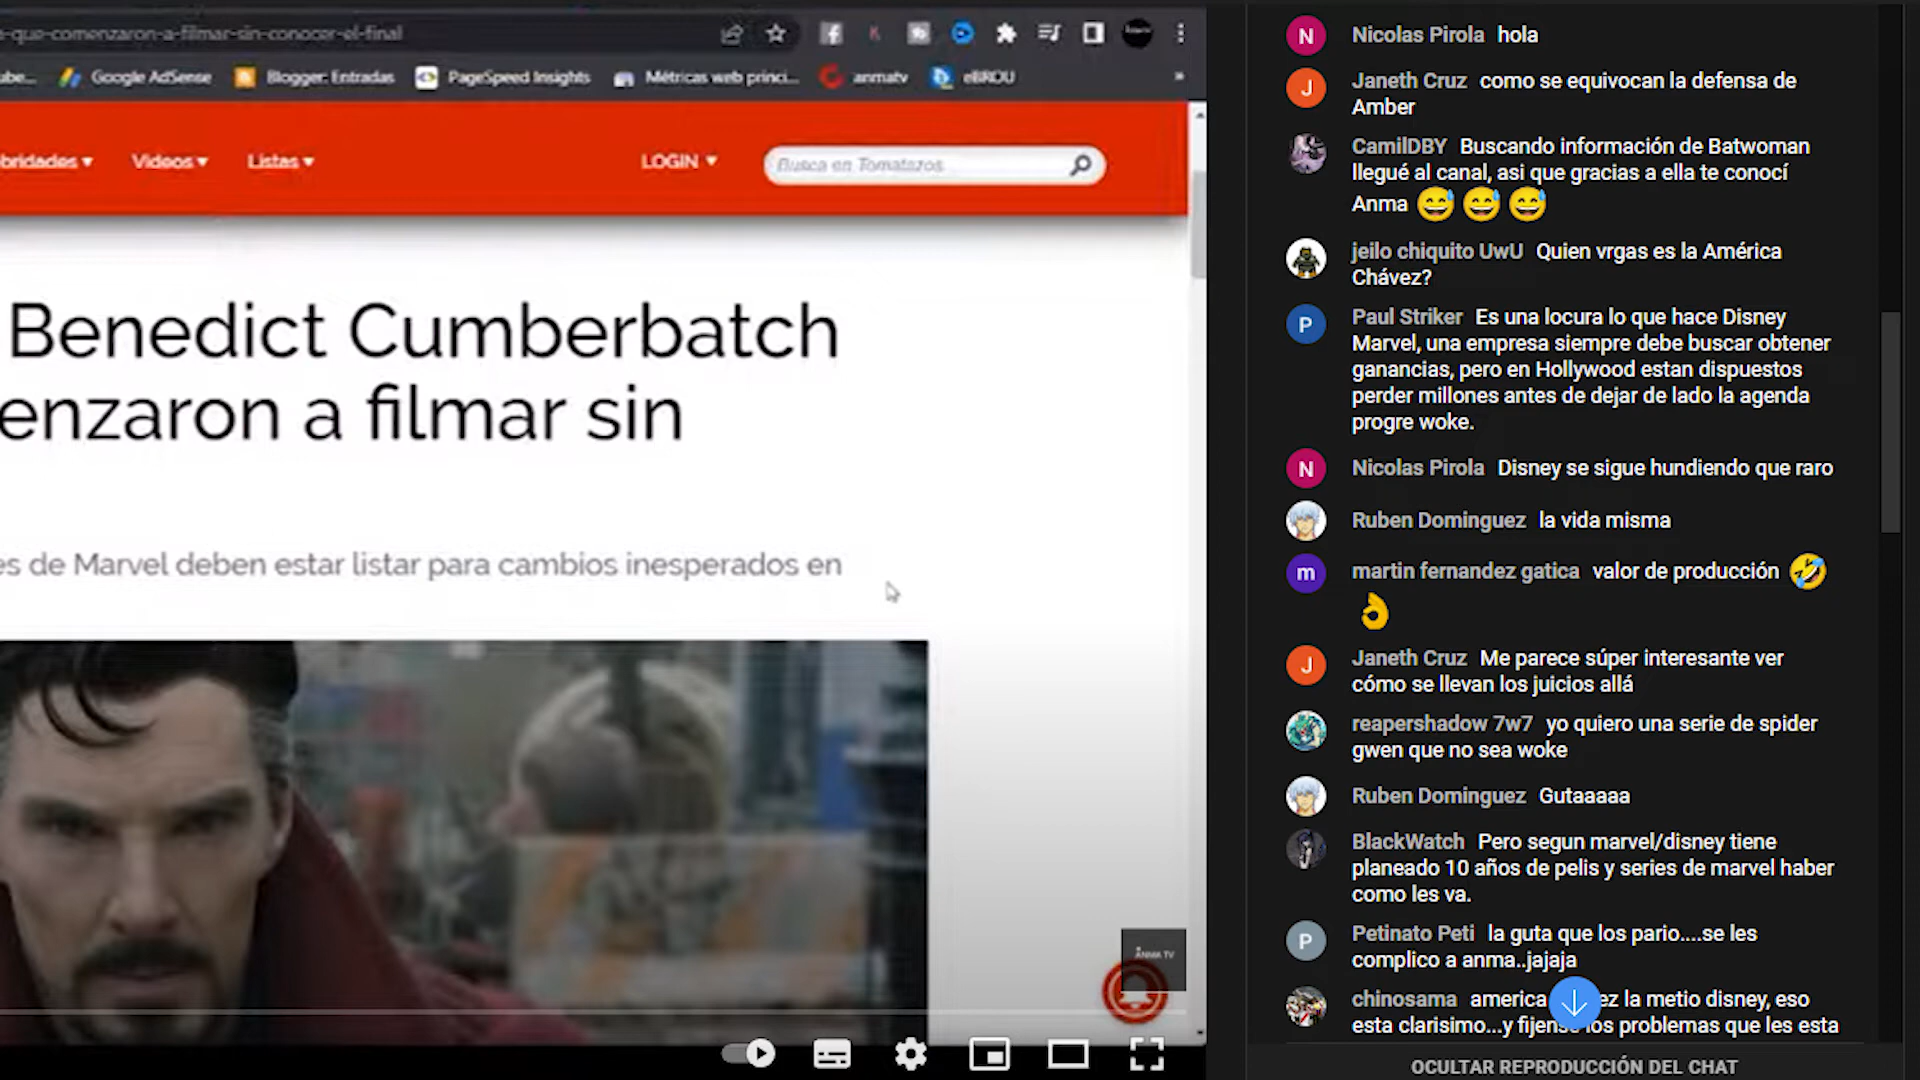 -que-comenzaron-a-filmar-sin-conocer-el-final
Google AdSense
Blogger: Entradas
PageSpeed Insights
Métricas web princi...
anmatv
eBROU
»
Videos
Listas
LOGIN
Busca en Tomatazos
Benedict Cumberbatch
enzaron a filmar sin
es de Marvel deben estar listar para cambios inesperados en
ANMA TV
N
Nicolas Pirola hola
J
Janeth Cruz como se equivocan la defensa de
Amber
CamilDBY Buscando información de Batwoman
llegué al canal, asi que gracias a ella te conocí
Anma 😅 😅 😅
jeilo chiquito UwU Quien vrgas es la América
Chávez?
P
Paul Striker Es una locura lo que hace Disney
Marvel, una empresa siempre debe buscar obtener
ganancias, pero en Hollywood estan dispuestos
perder millones antes de dejar de lado la agenda
progre woke.
N
Nicolas Pirola Disney se sigue hundiendo que raro
Ruben Dominguez la vida misma
m
martin fernandez gatica valor de producción 🤣
👌
J
Janeth Cruz Me parece súper interesante ver
cómo se llevan los juicios allá
reapershadow 7w7 yo quiero una serie de spider
gwen que no sea woke
Ruben Dominguez Gutaaaaa
BlackWatch Pero segun marvel/disney tiene
planeado 10 años de pelis y series de marvel haber
como les va.
P
Petinato Peti la guta que los pario....se les
complico a anma..jajaja
chinosama america ez la metio disney, eso
esta clarisimo...y fijense los problemas que les esta
OCULTAR REPRODUCCIÓN DEL CHAT